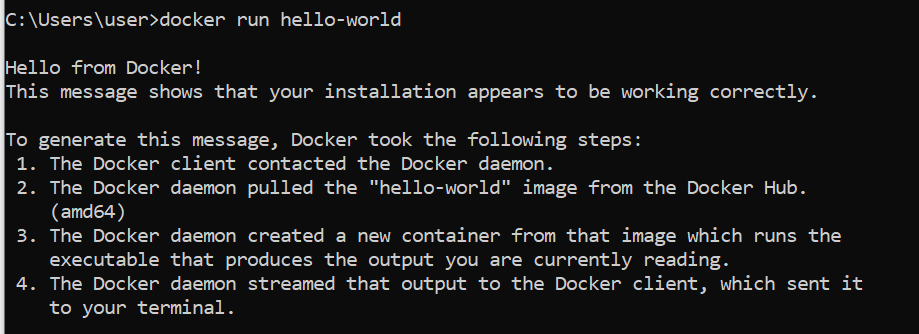 C:\Users\user>docker run hello-world
Hello from Docker!
This message shows that your installation appears to be working correctly.
To generate this message, Docker took the following steps:
1. The Docker client contacted the Docker daemon.
2. The Docker daemon pulled the "hello-world" image from the Docker Hub.
(amd64)
3. The Docker daemon created a new container from that image which runs the
executable that produces the output you are currently reading.
4. The Docker daemon streamed that output to the Docker client, which sent it
to your terminal.